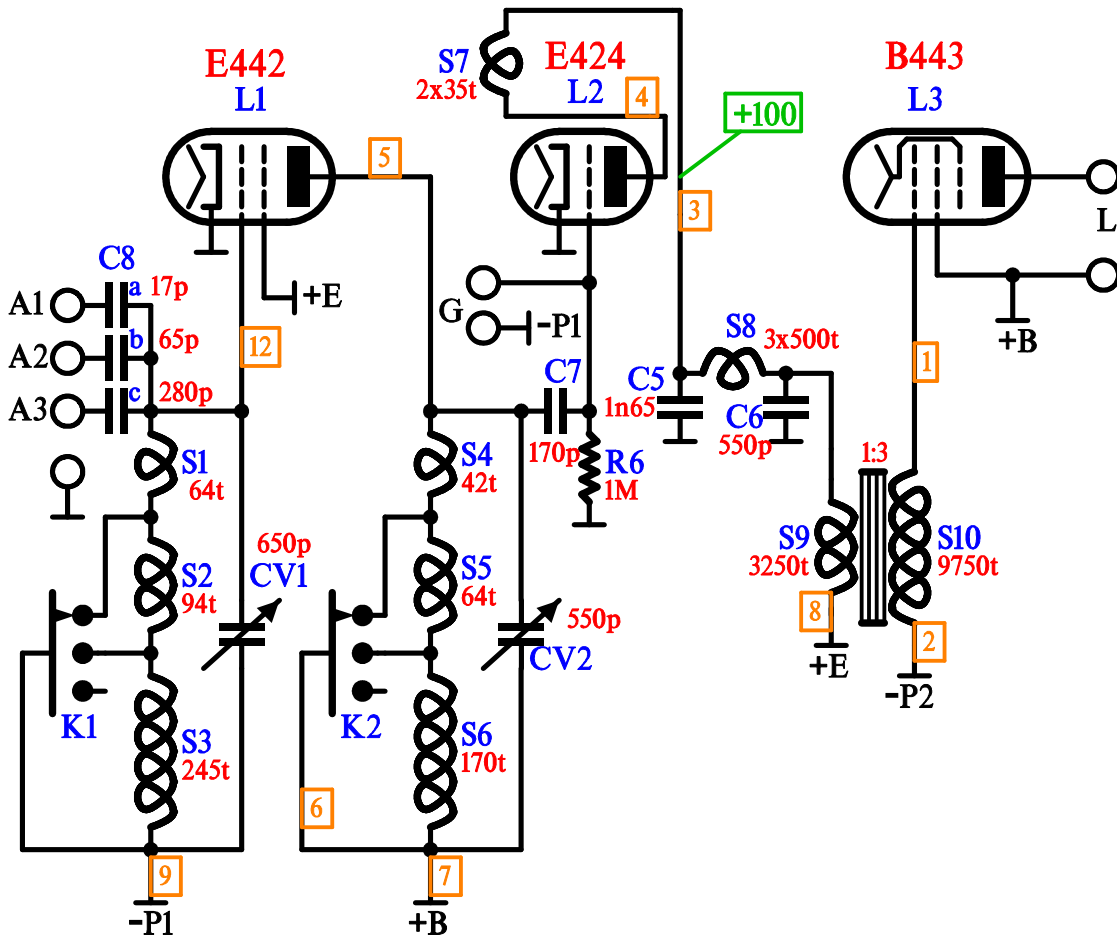 E442
L1
S7
2x35t
E424
L2
4
B443
L3
+100
5
3
L
C8
a
17p
A1
+E
G
-P1
b
65p
A2
12
S8
3x500t
+B
1
C7
c
280p
A3
C5
1n65
C6
550p
170p
S1
64t
S4
42t
R6
1M
1:3
650p
CV1
S2
94t
S5
64t
550p
CV2
S9
3250t
S10
9750t
8
2
+E
-P2
K1
S3
245t
K2
S6
170t
6
9
7
-P1
+B